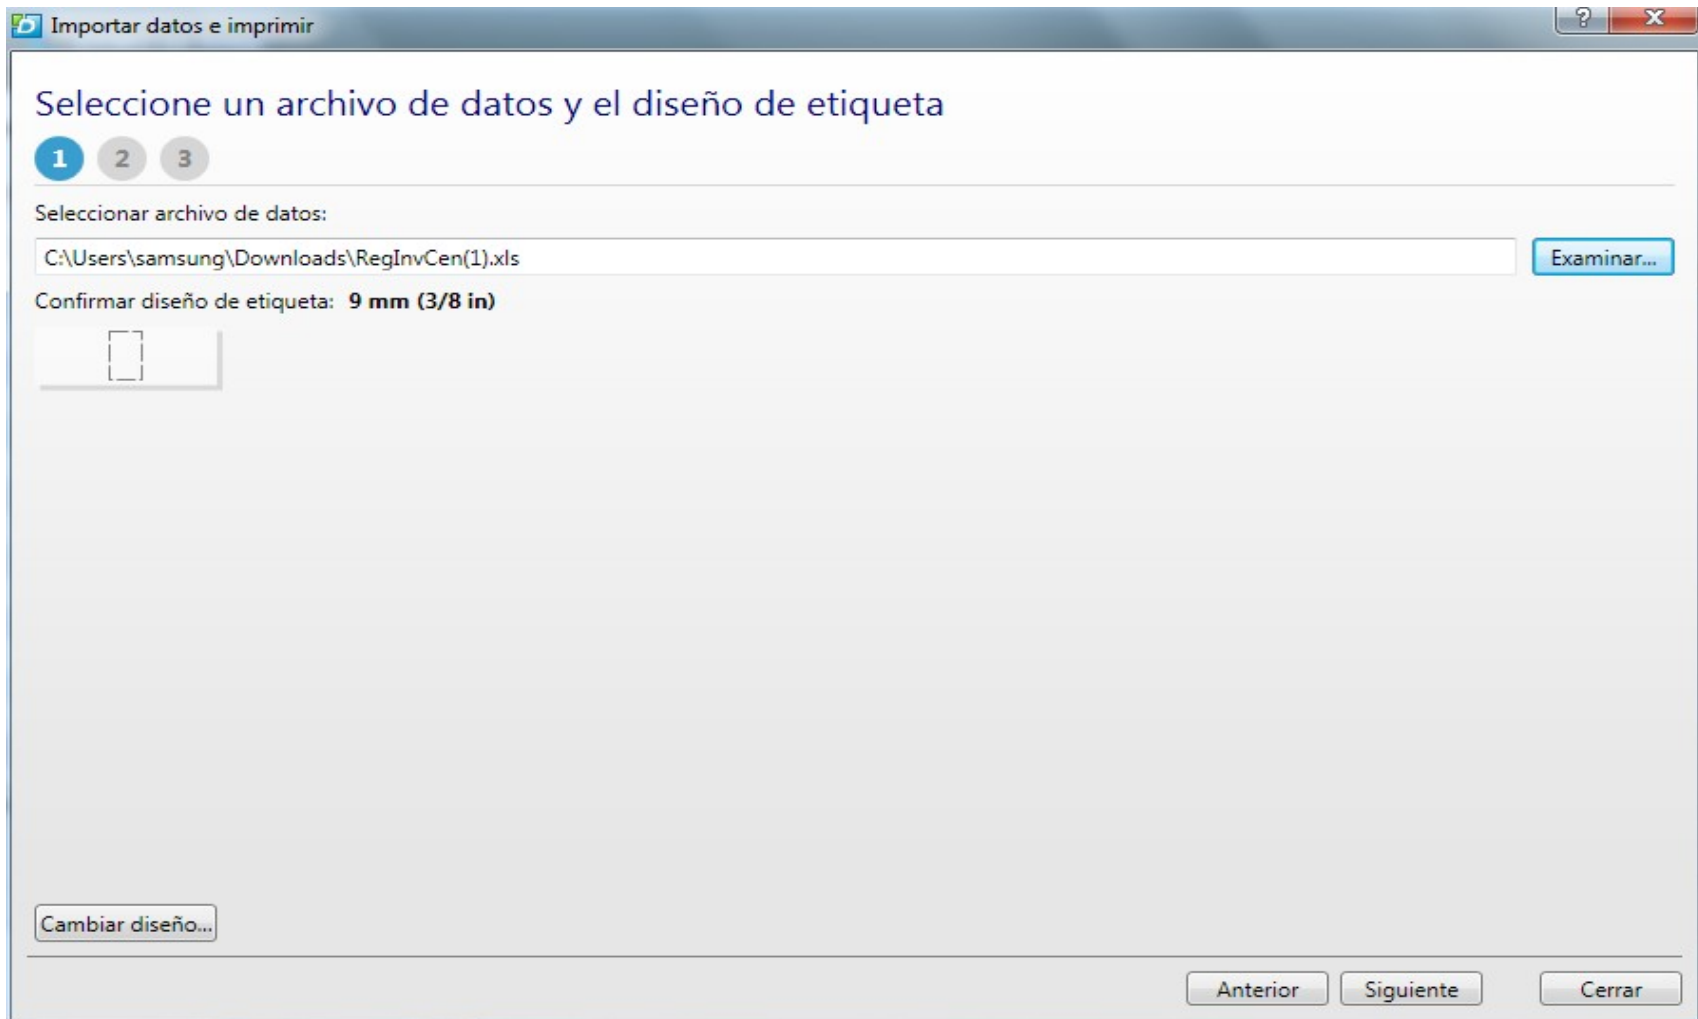 Importar datos e imprimir
? X
Seleccione un archivo de datos y el diseño de etiqueta
1 2 3
Seleccionar archivo de datos:
C:\Users\samsung\Downloads\RegInvCen(1).xls Examinar...
Confirmar diseño de etiqueta: 9 mm (3/8 in)
Cambiar diseño...
Anterior Siguiente Cerrar